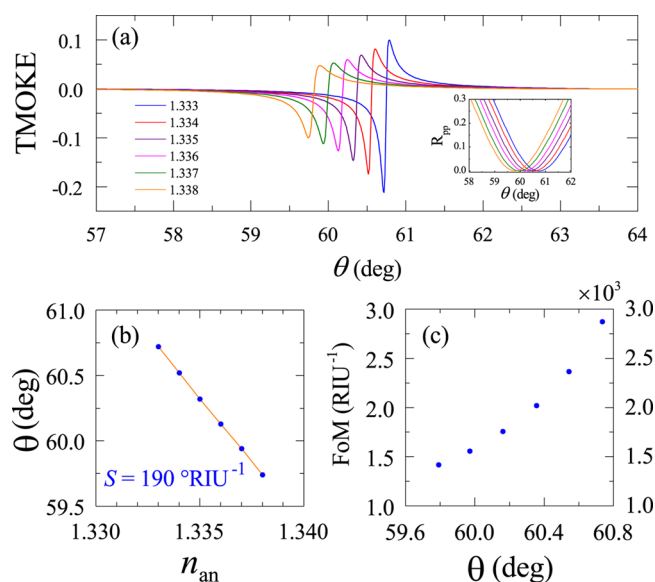 (a)
TMOKE
0.1
0.0
-0.1
-0.2
1.333
1.334
1.335
1.336
1.337
1.338
R_pp
0.3
0.2
0.1
0.0
58 59 60 61 62
θ (deg)
57 58 59 60 61 62 63 64
θ (deg)
(b)
θ (deg)
61.0
60.5
60.0
59.5
S = 190 °RIU⁻¹
1.330 1.335 1.340
n_an
(c)
×10³
FoM (RIU⁻¹)
3.0 3.0
2.5 2.5
2.0 2.0
1.5 1.5
1.0 1.0
59.6 60.0 60.4 60.8
θ (deg)